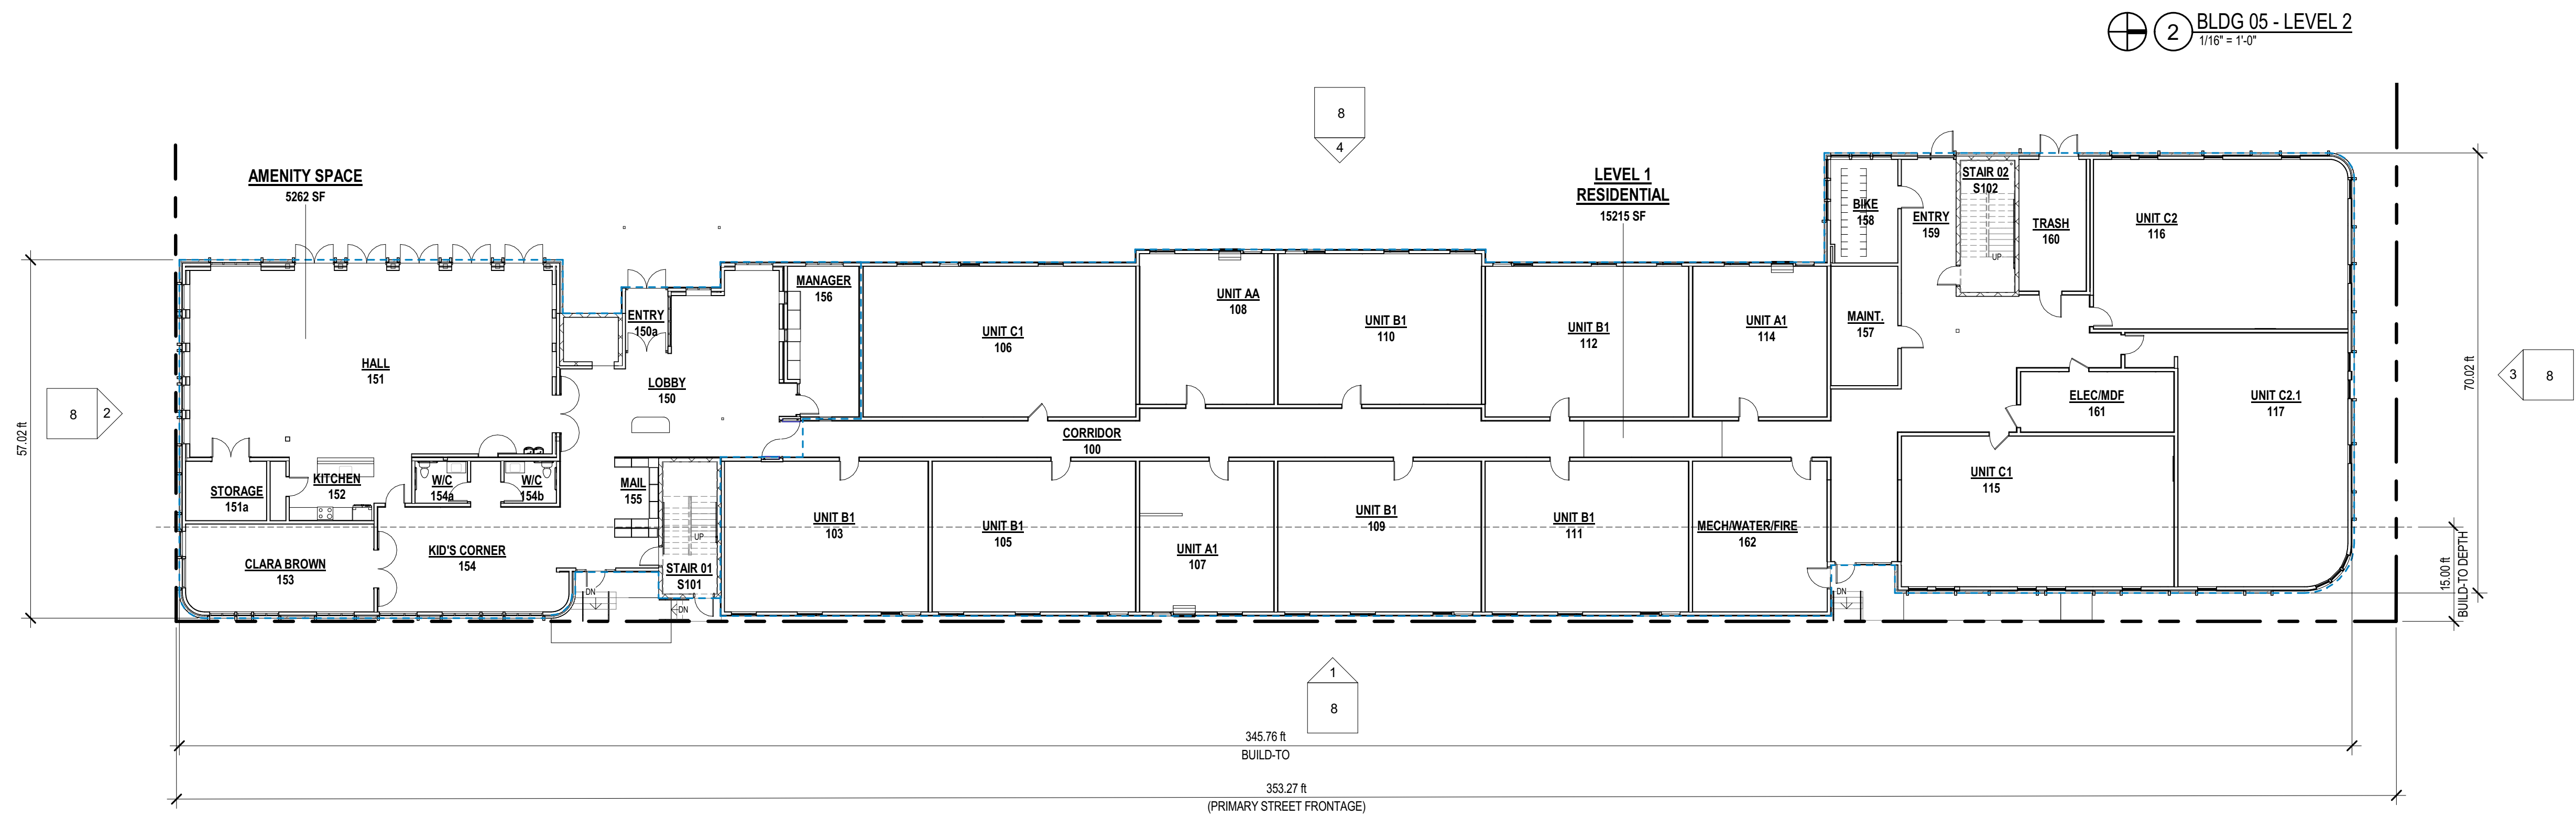 2
BLDG 05 - LEVEL 2
1/16" = 1'-0"
8
4
AMENITY SPACE
5262 SF
LEVEL 1
RESIDENTIAL
15215 SF
STAIR 02
S102
UP
BIKE
158
ENTRY
159
TRASH
160
UNIT C2
116
MANAGER
156
ENTRY
150a
UNIT AA
108
UNIT C1
106
UNIT B1
110
UNIT B1
112
UNIT A1
114
MAINT.
157
HALL
151
LOBBY
150
57.02 ft
70.02 ft
8
2
3
8
ELEC/MDF
161
UNIT C2.1
117
CORRIDOR
100
STORAGE
151a
KITCHEN
152
W/C
154a
W/C
154b
MAIL
155
UNIT C1
115
UNIT B1
103
UNIT B1
105
UNIT A1
107
UNIT B1
109
UNIT B1
111
MECH/WATER/FIRE
162
UP
CLARA BROWN
153
KID'S CORNER
154
STAIR 01
S101
DN
DN
DN
15.00 ft
BUILD-TO DEPTH
1
8
345.76 ft
BUILD-TO
353.27 ft
(PRIMARY STREET FRONTAGE)